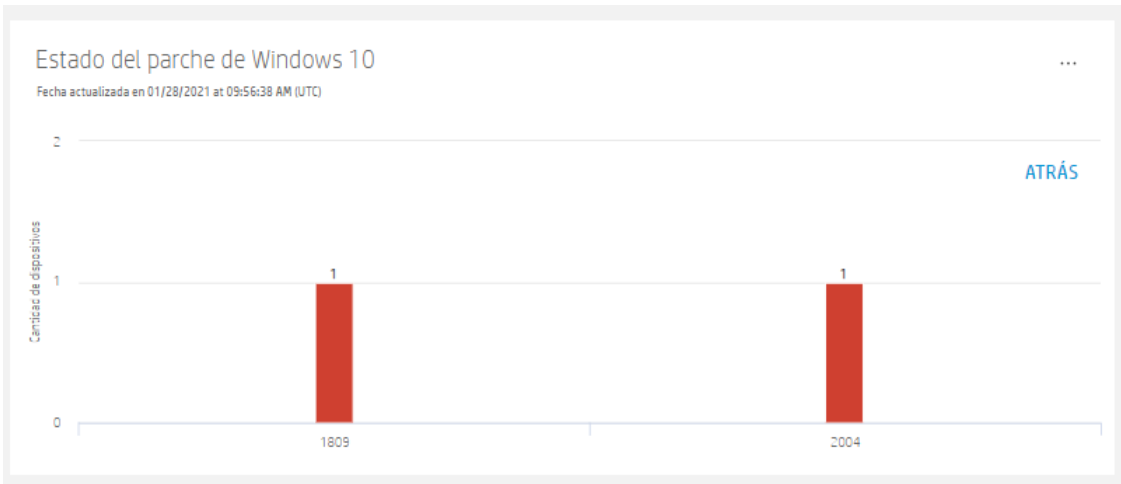 Estado del parche de Windows 10
...
Fecha actualizada en 01/28/2021 at 09:56:38 AM (UTC)
2
ATRÁS
Cantidad de dispositivos
1
1
1
0
1809
2004